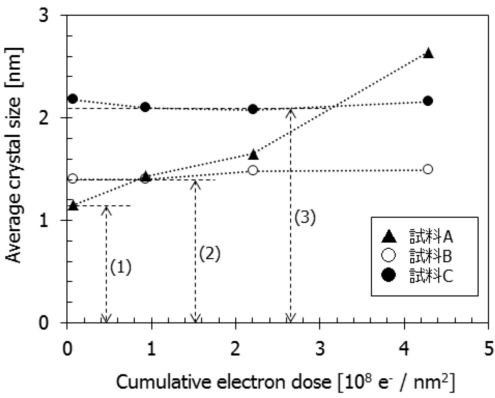 Average crystal size [nm]
3
2
1
0
(1)
(2)
(3)
試料A
試料B
試料C
0 1 2 3 4 5
Cumulative electron dose [10⁸ e⁻ / nm²]